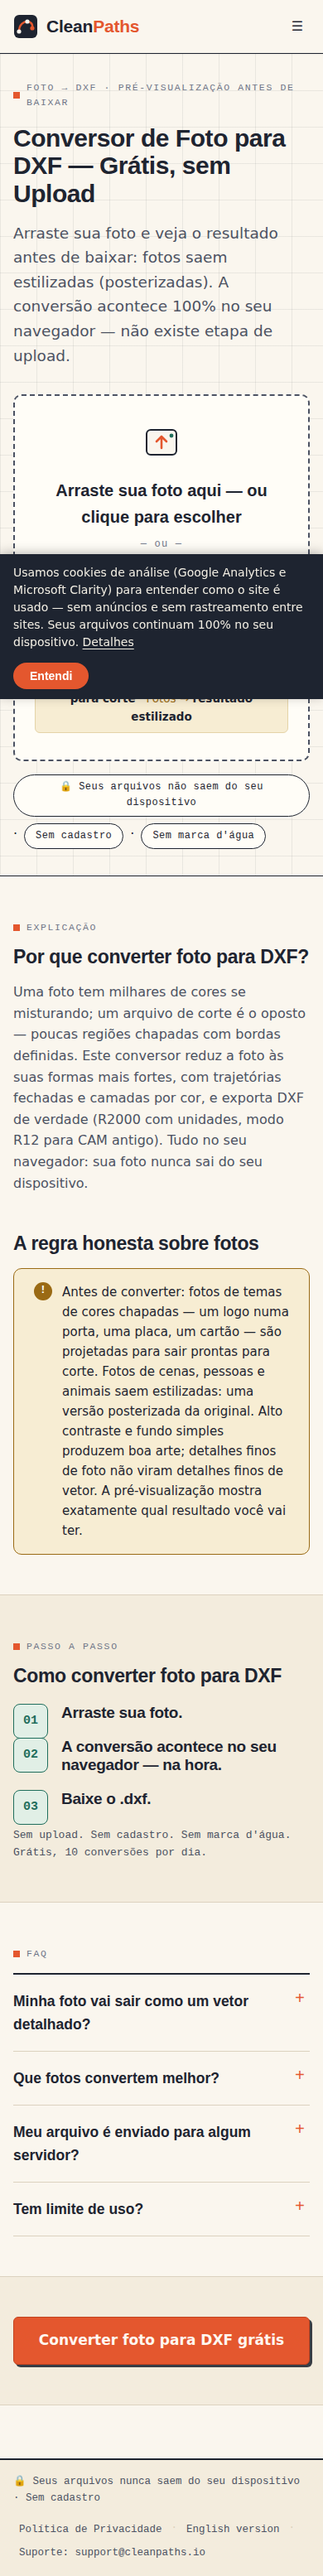 CleanPaths
☰
FOTO → DXF · PRÉ-VISUALIZAÇÃO ANTES DE
BAIXAR
Conversor de Foto para
DXF — Grátis, sem
Upload
Arraste sua foto e veja o resultado
antes de baixar: fotos saem
estilizadas (posterizadas). A
conversão acontece 100% no seu
navegador — não existe etapa de
upload.
Arraste sua foto aqui — ou
clique para escolher
— ou —
Usamos cookies de análise (Google Analytics e
Microsoft Clarity) para entender como o site é
usado — sem anúncios e sem rastreamento entre
sites. Seus arquivos continuam 100% no seu
dispositivo. Detalhes
Entendi
para corte · Fotos → resultado
estilizado
🔒 Seus arquivos não saem do seu
dispositivo
· Sem cadastro · Sem marca d'água
EXPLICAÇÃO
Por que converter foto para DXF?
Uma foto tem milhares de cores se
misturando; um arquivo de corte é o oposto
— poucas regiões chapadas com bordas
definidas. Este conversor reduz a foto às
suas formas mais fortes, com trajetórias
fechadas e camadas por cor, e exporta DXF
de verdade (R2000 com unidades, modo
R12 para CAM antigo). Tudo no seu
navegador: sua foto nunca sai do seu
dispositivo.
A regra honesta sobre fotos
!
Antes de converter: fotos de temas
de cores chapadas — um logo numa
porta, uma placa, um cartão — são
projetadas para sair prontas para
corte. Fotos de cenas, pessoas e
animais saem estilizadas: uma
versão posterizada da original. Alto
contraste e fundo simples
produzem boa arte; detalhes finos
de foto não viram detalhes finos de
vetor. A pré-visualização mostra
exatamente qual resultado você vai
ter.
PASSO A PASSO
Como converter foto para DXF
01 Arraste sua foto.
02 A conversão acontece no seu
navegador — na hora.
03 Baixe o .dxf.
Sem upload. Sem cadastro. Sem marca d'água.
Grátis, 10 conversões por dia.
FAQ
Minha foto vai sair como um vetor +
detalhado?
Que fotos convertem melhor? +
Meu arquivo é enviado para algum +
servidor?
Tem limite de uso? +
Converter foto para DXF grátis
🔒 Seus arquivos nunca saem do seu dispositivo
· Sem cadastro
Política de Privacidade · English version ·
Suporte: support@cleanpaths.io